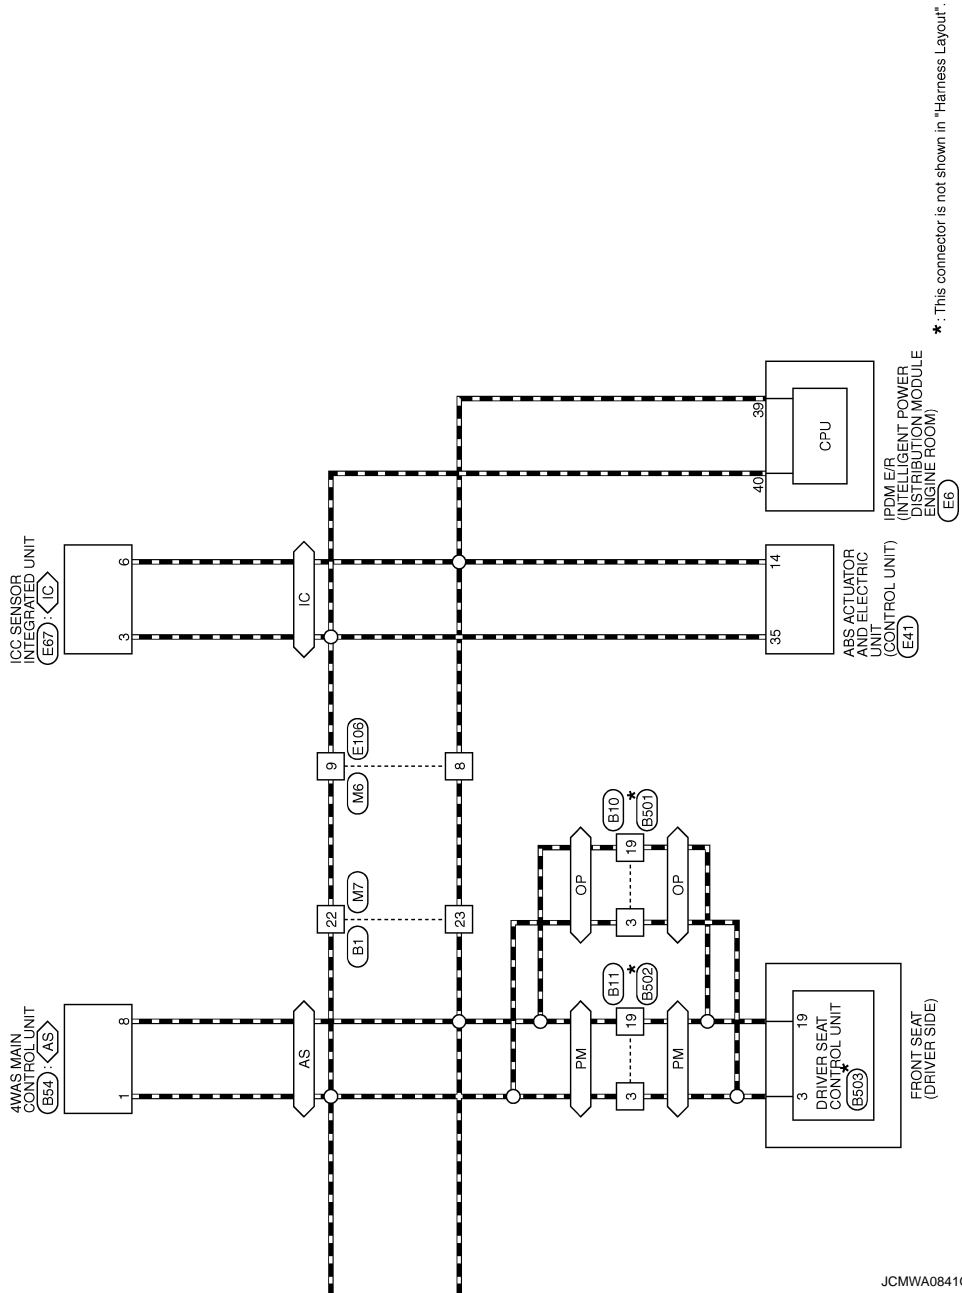 4WAS MAIN
CONTROL UNIT
B54 : AS
1
8
AS
ICC SENSOR
INTEGRATED UNIT
E67 : IC
3
6
IC
22
23
B1
M7
9
8
M6
E106
PM
3
19
B11
*
B502
PM
OP
3
19
B10
*
B501
OP
3
19
DRIVER SEAT
CONTROL UNIT
*
B503
FRONT SEAT
(DRIVER SIDE)
35
14
ABS ACTUATOR
AND ELECTRIC
UNIT
(CONTROL UNIT)
E41
40
39
CPU
IPDM E/R
(INTELLIGENT POWER
DISTRIBUTION MODULE
ENGINE ROOM)
E6
* : This connector is not shown in "Harness Layout".